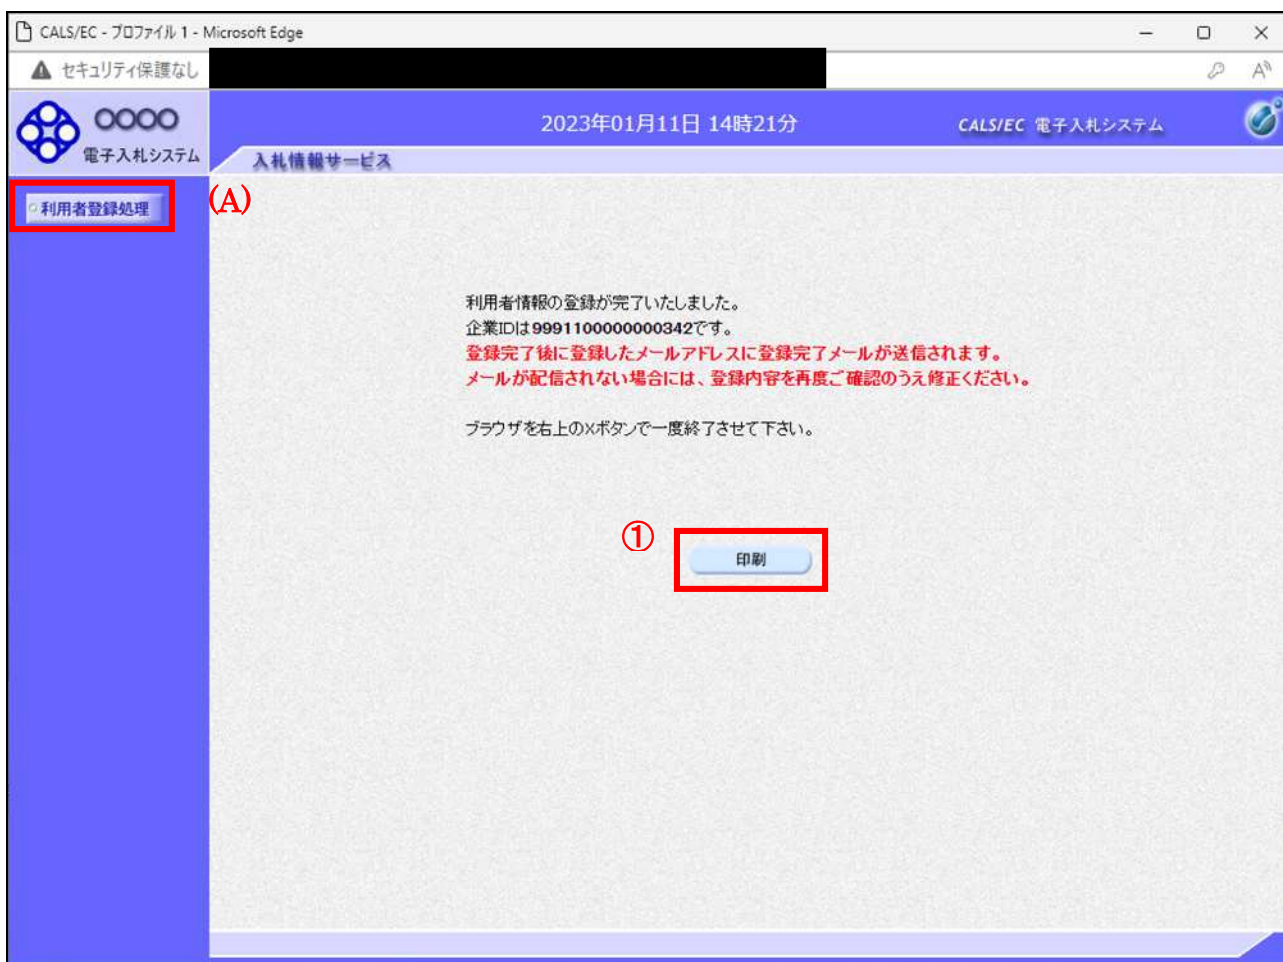 CALS/EC - プロファイル 1 - Microsoft Edge
セキュリティ保護なし
〇〇〇〇
電子入札システム
2023年01月11日 14時21分
CALS/EC 電子入札システム
入札情報サービス
利用者登録処理
(A)
利用者情報の登録が完了いたしました。
企業IDは9991100000000342です。
登録完了後に登録したメールアドレスに登録完了メールが送信されます。
メールが配信されない場合には、登録内容を再度ご確認のうえ修正ください。
ブラウザを右上の×ボタンで一度終了させて下さい。
①
印刷